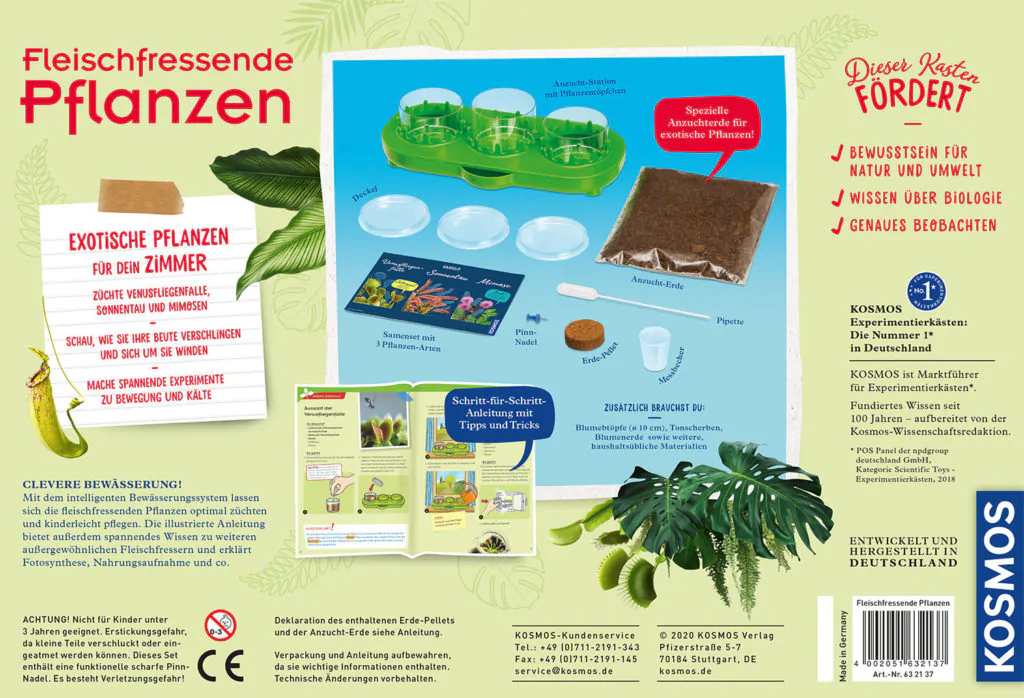 Fleischfressende
Pflanzen
EXOTISCHE PFLANZEN
FÜR DEIN ZIMMER
ZÜCHTE VENUSFLIEGENFALLE,
SONNENTAU UND MIMOSEN
SCHAU, WIE SIE IHRE BEUTE VERSCHLINGEN
UND SICH UM SIE WINDEN
MACHE SPANNENDE EXPERIMENTE
ZU BEWEGUNG UND KÄLTE
CLEVERE BEWÄSSERUNG!
Mit dem intelligenten Bewässerungssystem lassen
sich die fleischfressenden Pflanzen optimal züchten
und kinderleicht pflegen. Die illustrierte Anleitung
bietet außerdem spannendes Wissen zu weiteren
außergewöhnlichen Fleischfressern und erklärt
Fotosynthese, Nahrungsaufnahme und co.
Anzucht-Station
mit Pflanzentöpfchen
Spezielle
Anzuchterde für
exotische Pflanzen!
Deckel
SAMEN
Venusfliegen-
falle
Sonnentau
Mimose
KOSMOS
Samenset mit
3 Pflanzen-Arten
Pinn-
Nadel
Anzucht-Erde
Pipette
Erde-Pellet
Messbecher
ZUSÄTZLICH BRAUCHST DU:
Blumentöpfe (ø 10 cm), Tonscherben,
Blumenerde sowie weitere,
haushaltsübliche Materialien
Schritt-für-Schritt-
Anleitung mit
Tipps und Tricks
Aussaat der
Venusfliegenfalle
Dieser Kasten
FÖRDERT
BEWUSSTSEIN FÜR
NATUR UND UMWELT
WISSEN ÜBER BIOLOGIE
GENAUES BEOBACHTEN
FÜR EXPERIMENTIERKÄSTEN
NO. 1*
KOSMOS
Experimentierkästen:
Die Nummer 1*
in Deutschland
KOSMOS ist Marktführer
für Experimentierkästen*.
Fundiertes Wissen seit
100 Jahren – aufbereitet von der
Kosmos-Wissenschaftsredaktion.
* POS Panel der npdgroup
deutschland GmbH,
Kategorie Scientific Toys -
Experimentierkästen, 2018
ENTWICKELT UND
HERGESTELLT IN
DEUTSCHLAND
KOSMOS
ACHTUNG! Nicht für Kinder unter
3 Jahren geeignet. Erstickungsgefahr,
da kleine Teile verschluckt oder ein-
geatmet werden können. Dieses Set
enthält eine funktionelle scharfe Pinn-
Nadel. Es besteht Verletzungsgefahr!
0-3
CE
Deklaration des enthaltenen Erde-Pellets
und der Anzucht-Erde siehe Anleitung.
Verpackung und Anleitung aufbewahren,
da sie wichtige Informationen enthalten.
Technische Änderungen vorbehalten.
KOSMOS-Kundenservice
Tel.: +49 (0)711-2191-343
Fax: +49 (0)711-2191-145
service@kosmos.de
© 2020 KOSMOS Verlag
Pfizerstraße 5-7
70184 Stuttgart, DE
kosmos.de
Made in Germany
Fleischfressende Pflanzen
4 002051 632137
Art.-Nr. 63 21 37